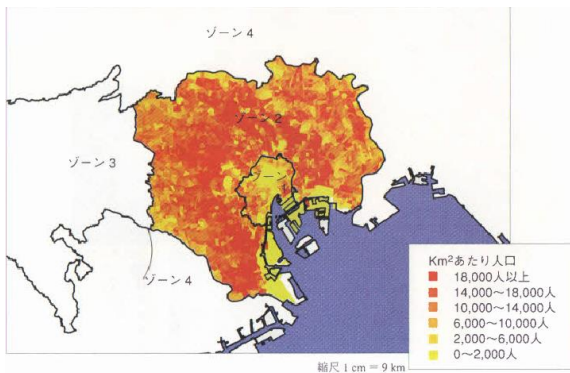 ゾーン 4
ゾーン 2
ゾーン 3
ゾーン
ゾーン 4
Km²あたり人口
18,000人以上
14,000〜18,000人
10,000〜14,000人
6,000〜10,000人
2,000〜6,000人
0〜2,000人
縮尺 1 cm = 9 km